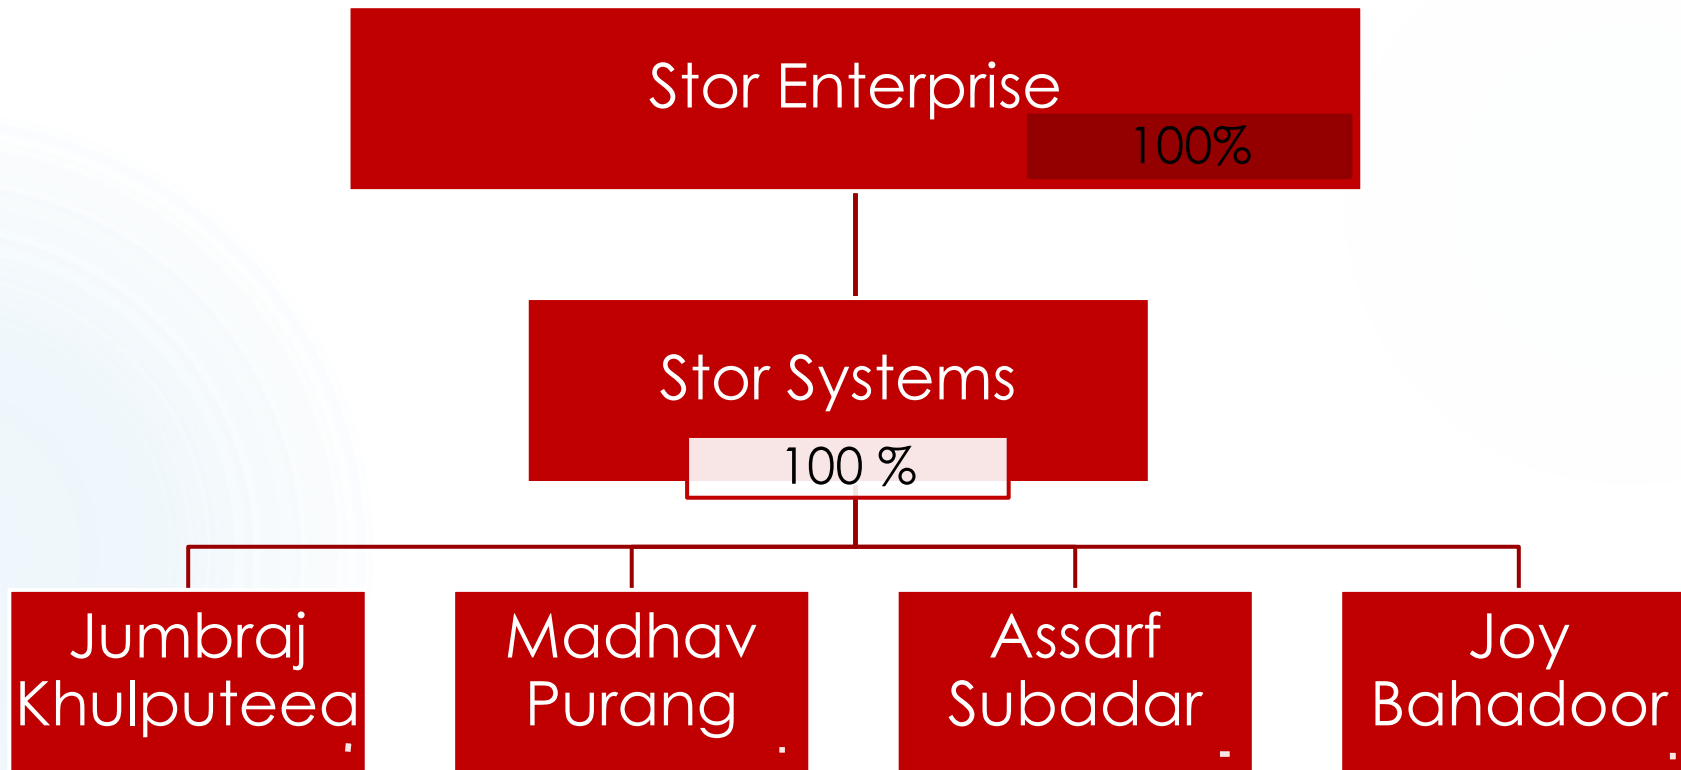 Stor Enterprise
100%
Stor Systems
100 %
Jumbraj
Khulputeea
Madhav
Purang
Assarf
Subadar
Joy
Bahadoor